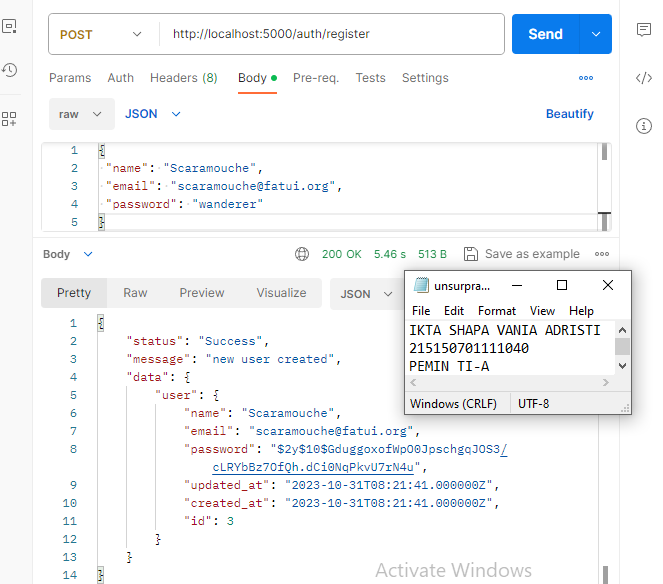 POST http://localhost:5000/auth/register Send
Params Auth Headers (8) Body Pre-req. Tests Settings
raw JSON Beautify
1 {
2 "name": "Scaramouche",
3 "email": "scaramouche@fatui.org",
4 "password": "wanderer"
5 }
Body 200 OK 5.46 s 513 B Save as example
Pretty Raw Preview Visualize JSON
1 {
2 "status": "Success",
3 "message": "new user created",
4 "data": {
5 "user": {
6 "name": "Scaramouche",
7 "email": "scaramouche@fatui.org",
8 "password": "$2y$10$GduggoxofWpO0JpschgqJOS3/
cLRYbBz7OfQh.dCi0NqPkvU7rN4u",
9 "updated_at": "2023-10-31T08:21:41.000000Z",
10 "created_at": "2023-10-31T08:21:41.000000Z",
11 "id": 3
12 }
13 }
14 }
unsurpra...
File Edit Format View Help
IKTA SHAPA VANIA ADRISTI
215150701111040
PEMIN TI-A
Windows (CRLF) UTF-8
Activate Windows